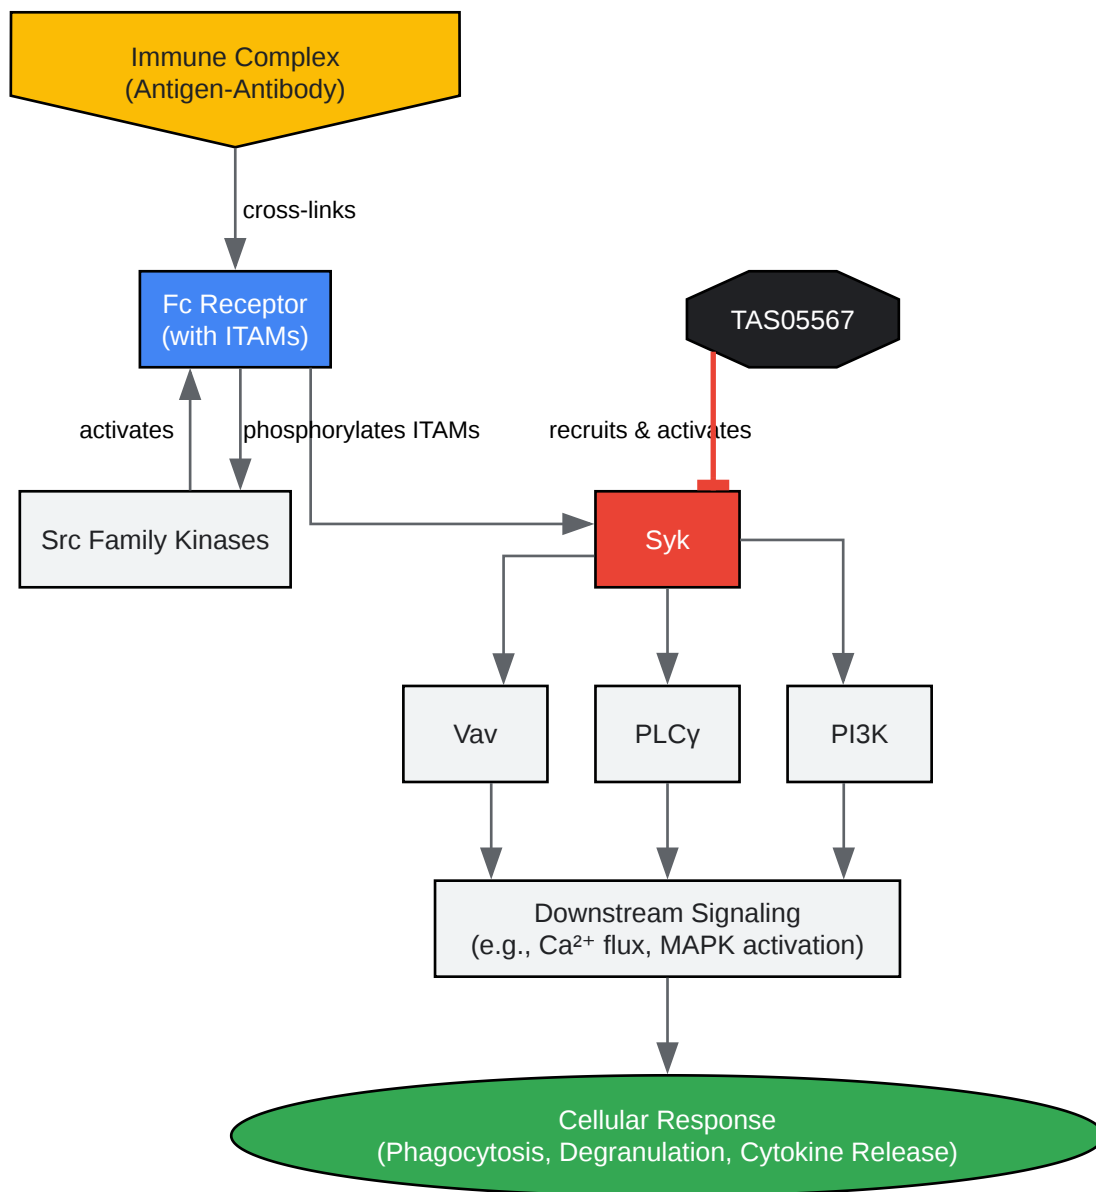 Immune Complex
(Antigen-Antibody)
cross-links
Fc Receptor
(with ITAMs)
TAS05567
activates
phosphorylates ITAMs
recruits & activates
Src Family Kinases
Syk
Vav
PLCγ
PI3K
Downstream Signaling
(e.g., Ca²⁺ flux, MAPK activation)
Cellular Response
(Phagocytosis, Degranulation, Cytokine Release)